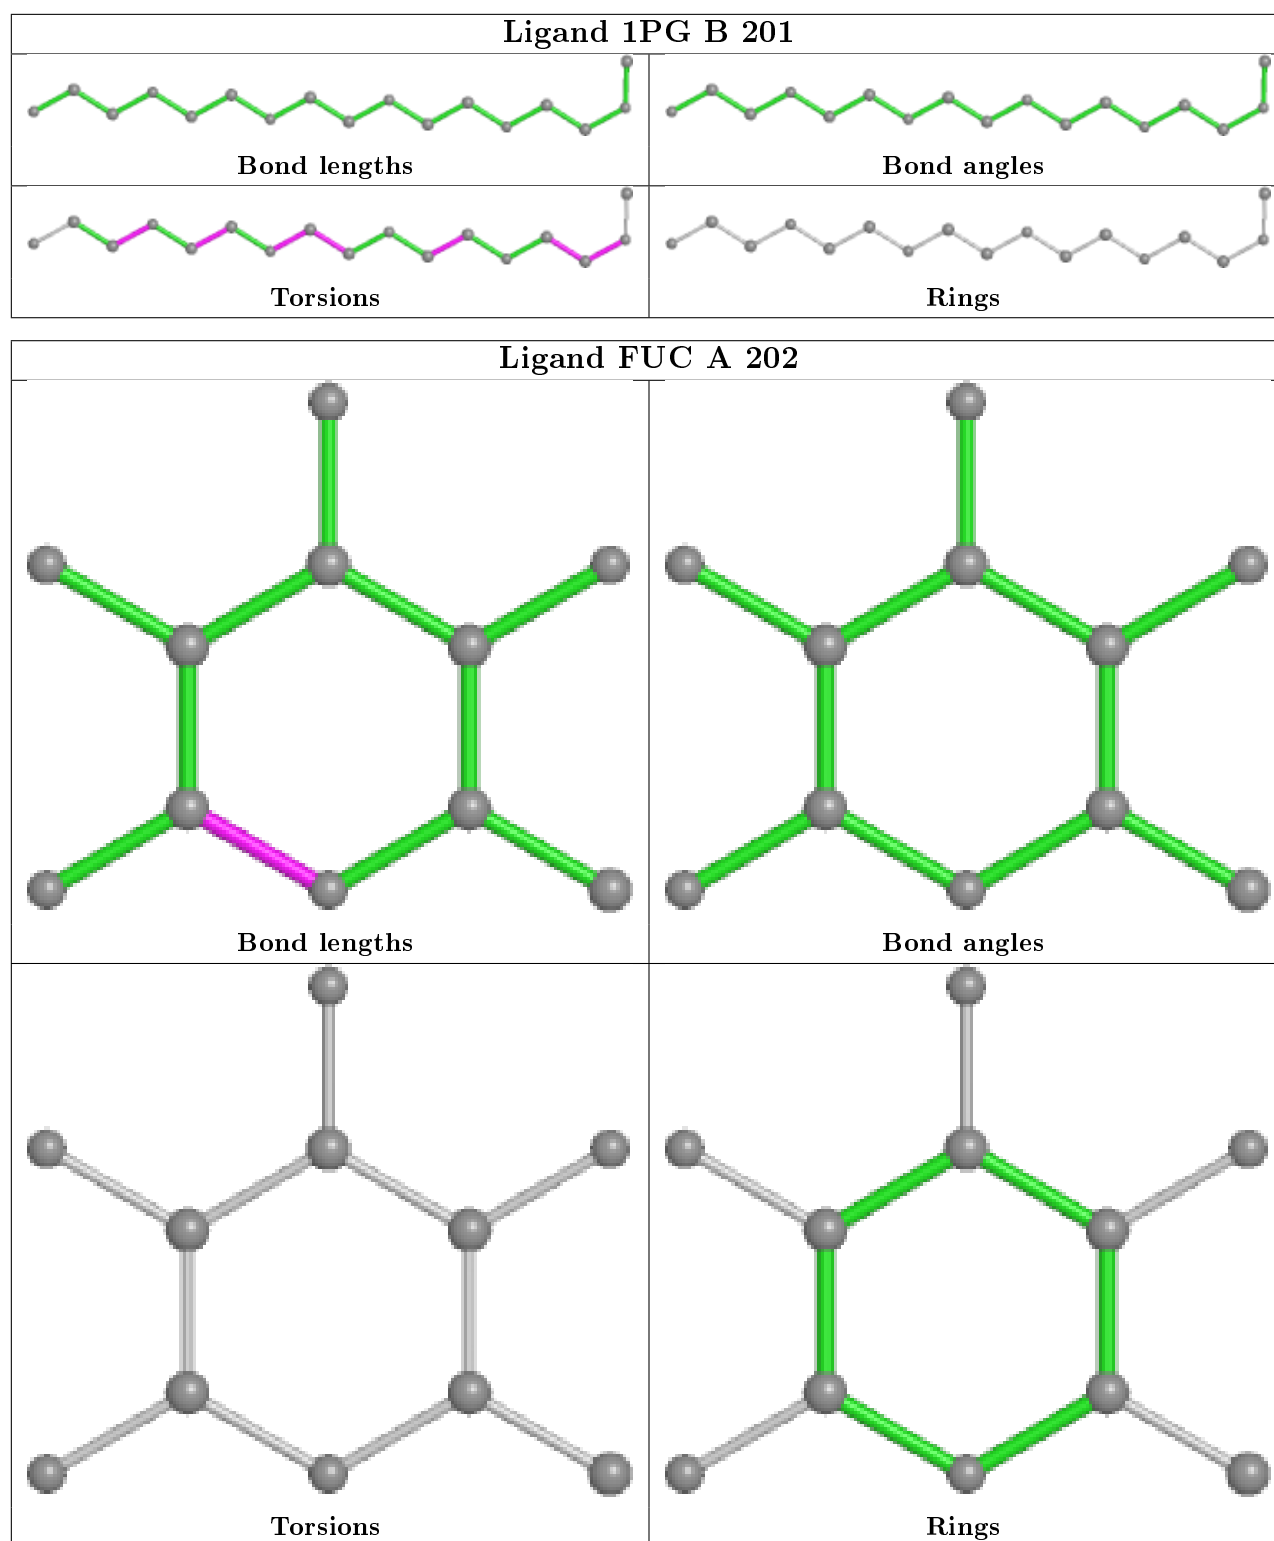 Ligand 1PG B 201
Bond lengths
Bond angles
Torsions
Rings
Ligand FUC A 202
Bond lengths
Bond angles
Torsions
Rings